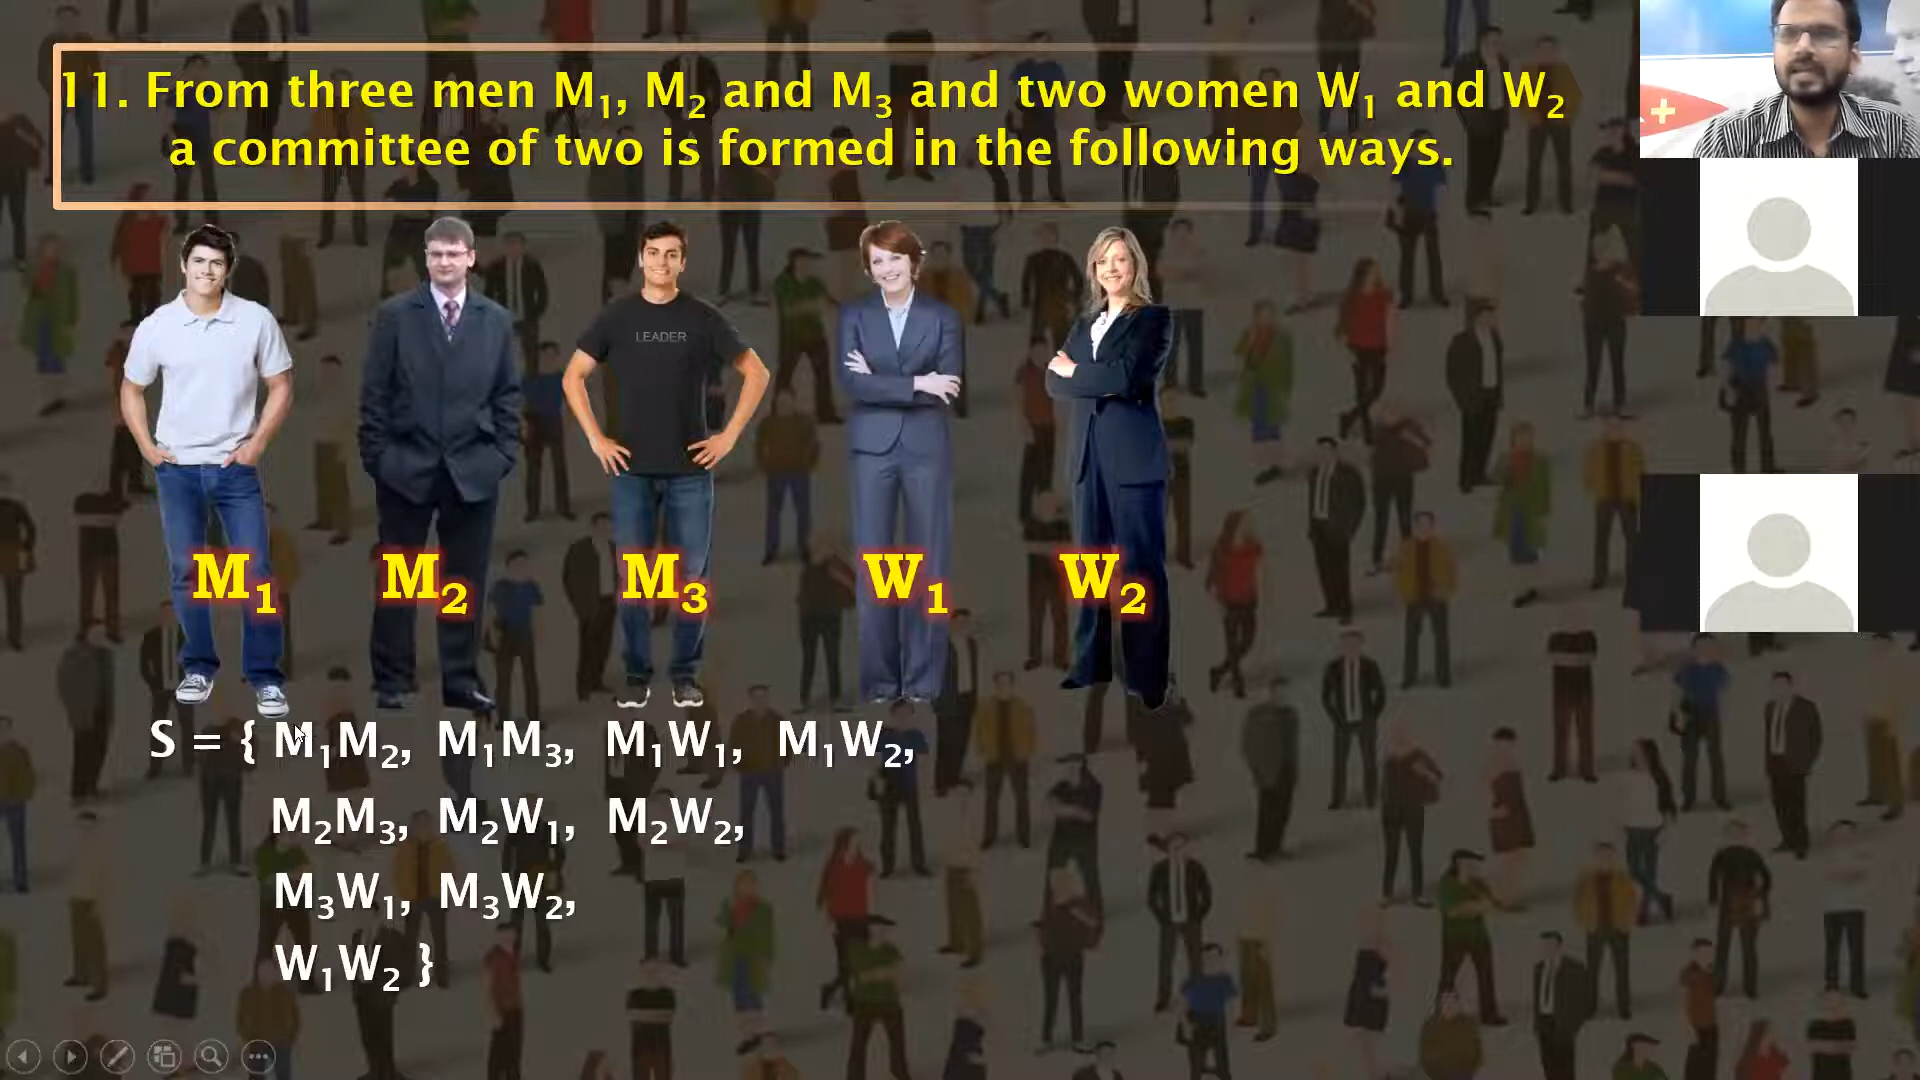 11. From three men M₁, M₂ and M₃ and two women W₁ and W₂
a committee of two is formed in the following ways.
LEADER
M₁ M₂ M₃ W₁ W₂
S = { M₁M₂, M₁M₃, M₁W₁, M₁W₂,
M₂M₃, M₂W₁, M₂W₂,
M₃W₁, M₃W₂,
W₁W₂ }